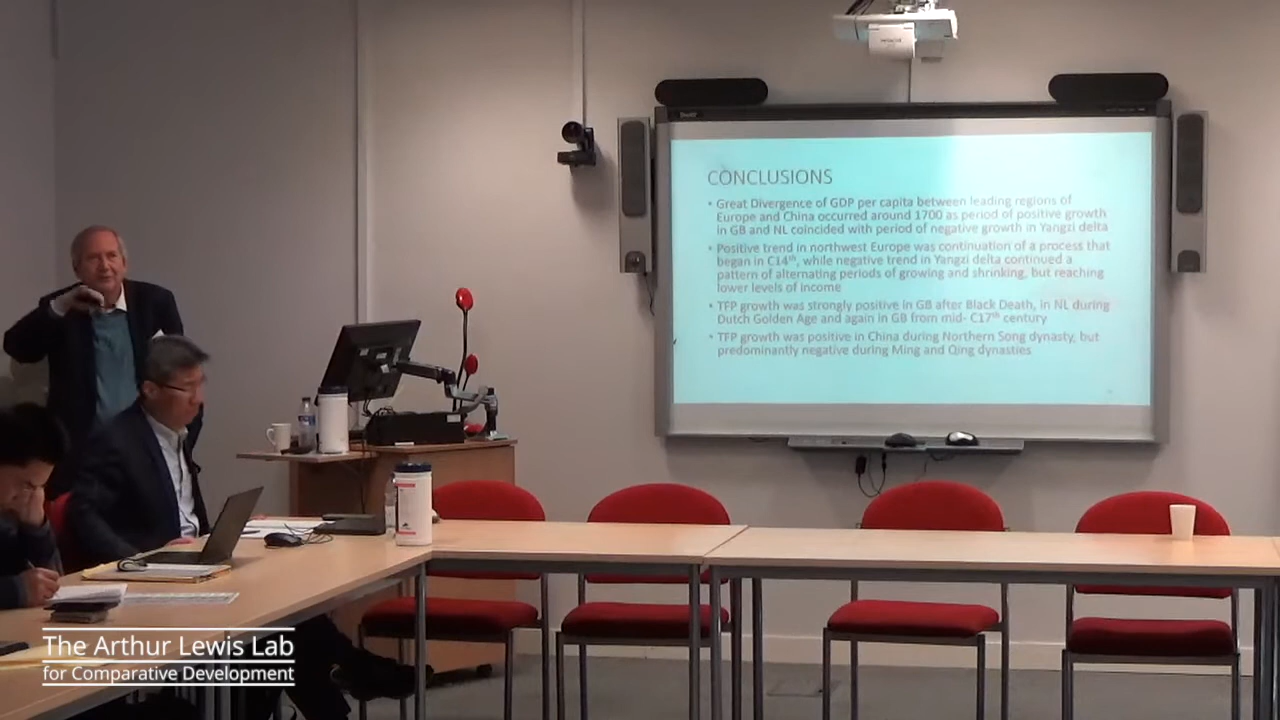 CONCLUSIONS
• Great Divergence of GDP per capita between leading regions of
Europe and China occurred around 1700 as period of positive growth
in GB and NL coincided with period of negative growth in Yangzi delta
• Positive trend in northwest Europe was continuation of a process that
began in C14th, while negative trend in Yangzi delta continued a
pattern of alternating periods of growing and shrinking, but reaching
lower levels of income
• TFP growth was strongly positive in GB after Black Death, in NL during
Dutch Golden Age and again in GB from mid- C17th century
• TFP growth was positive in China during Northern Song dynasty, but
predominantly negative during Ming and Qing dynasties
The Arthur Lewis Lab
for Comparative Development